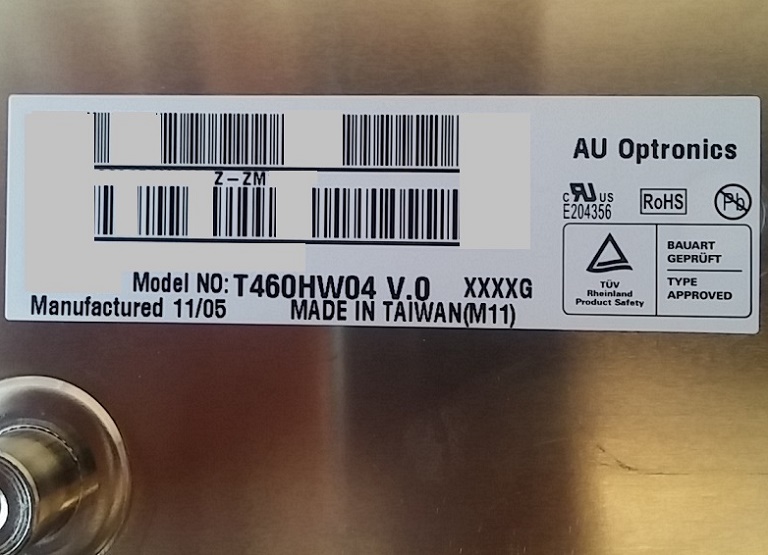 Z-ZM
Model NO: T460HW04 V.0 XXXXG
Manufactured 11/05 MADE IN TAIWAN(M11)
AU Optronics
c RU US
E204356
RoHS
Pb
TÜV
Rheinland
Product Safety
BAUART
GEPRÜFT
TYPE
APPROVED